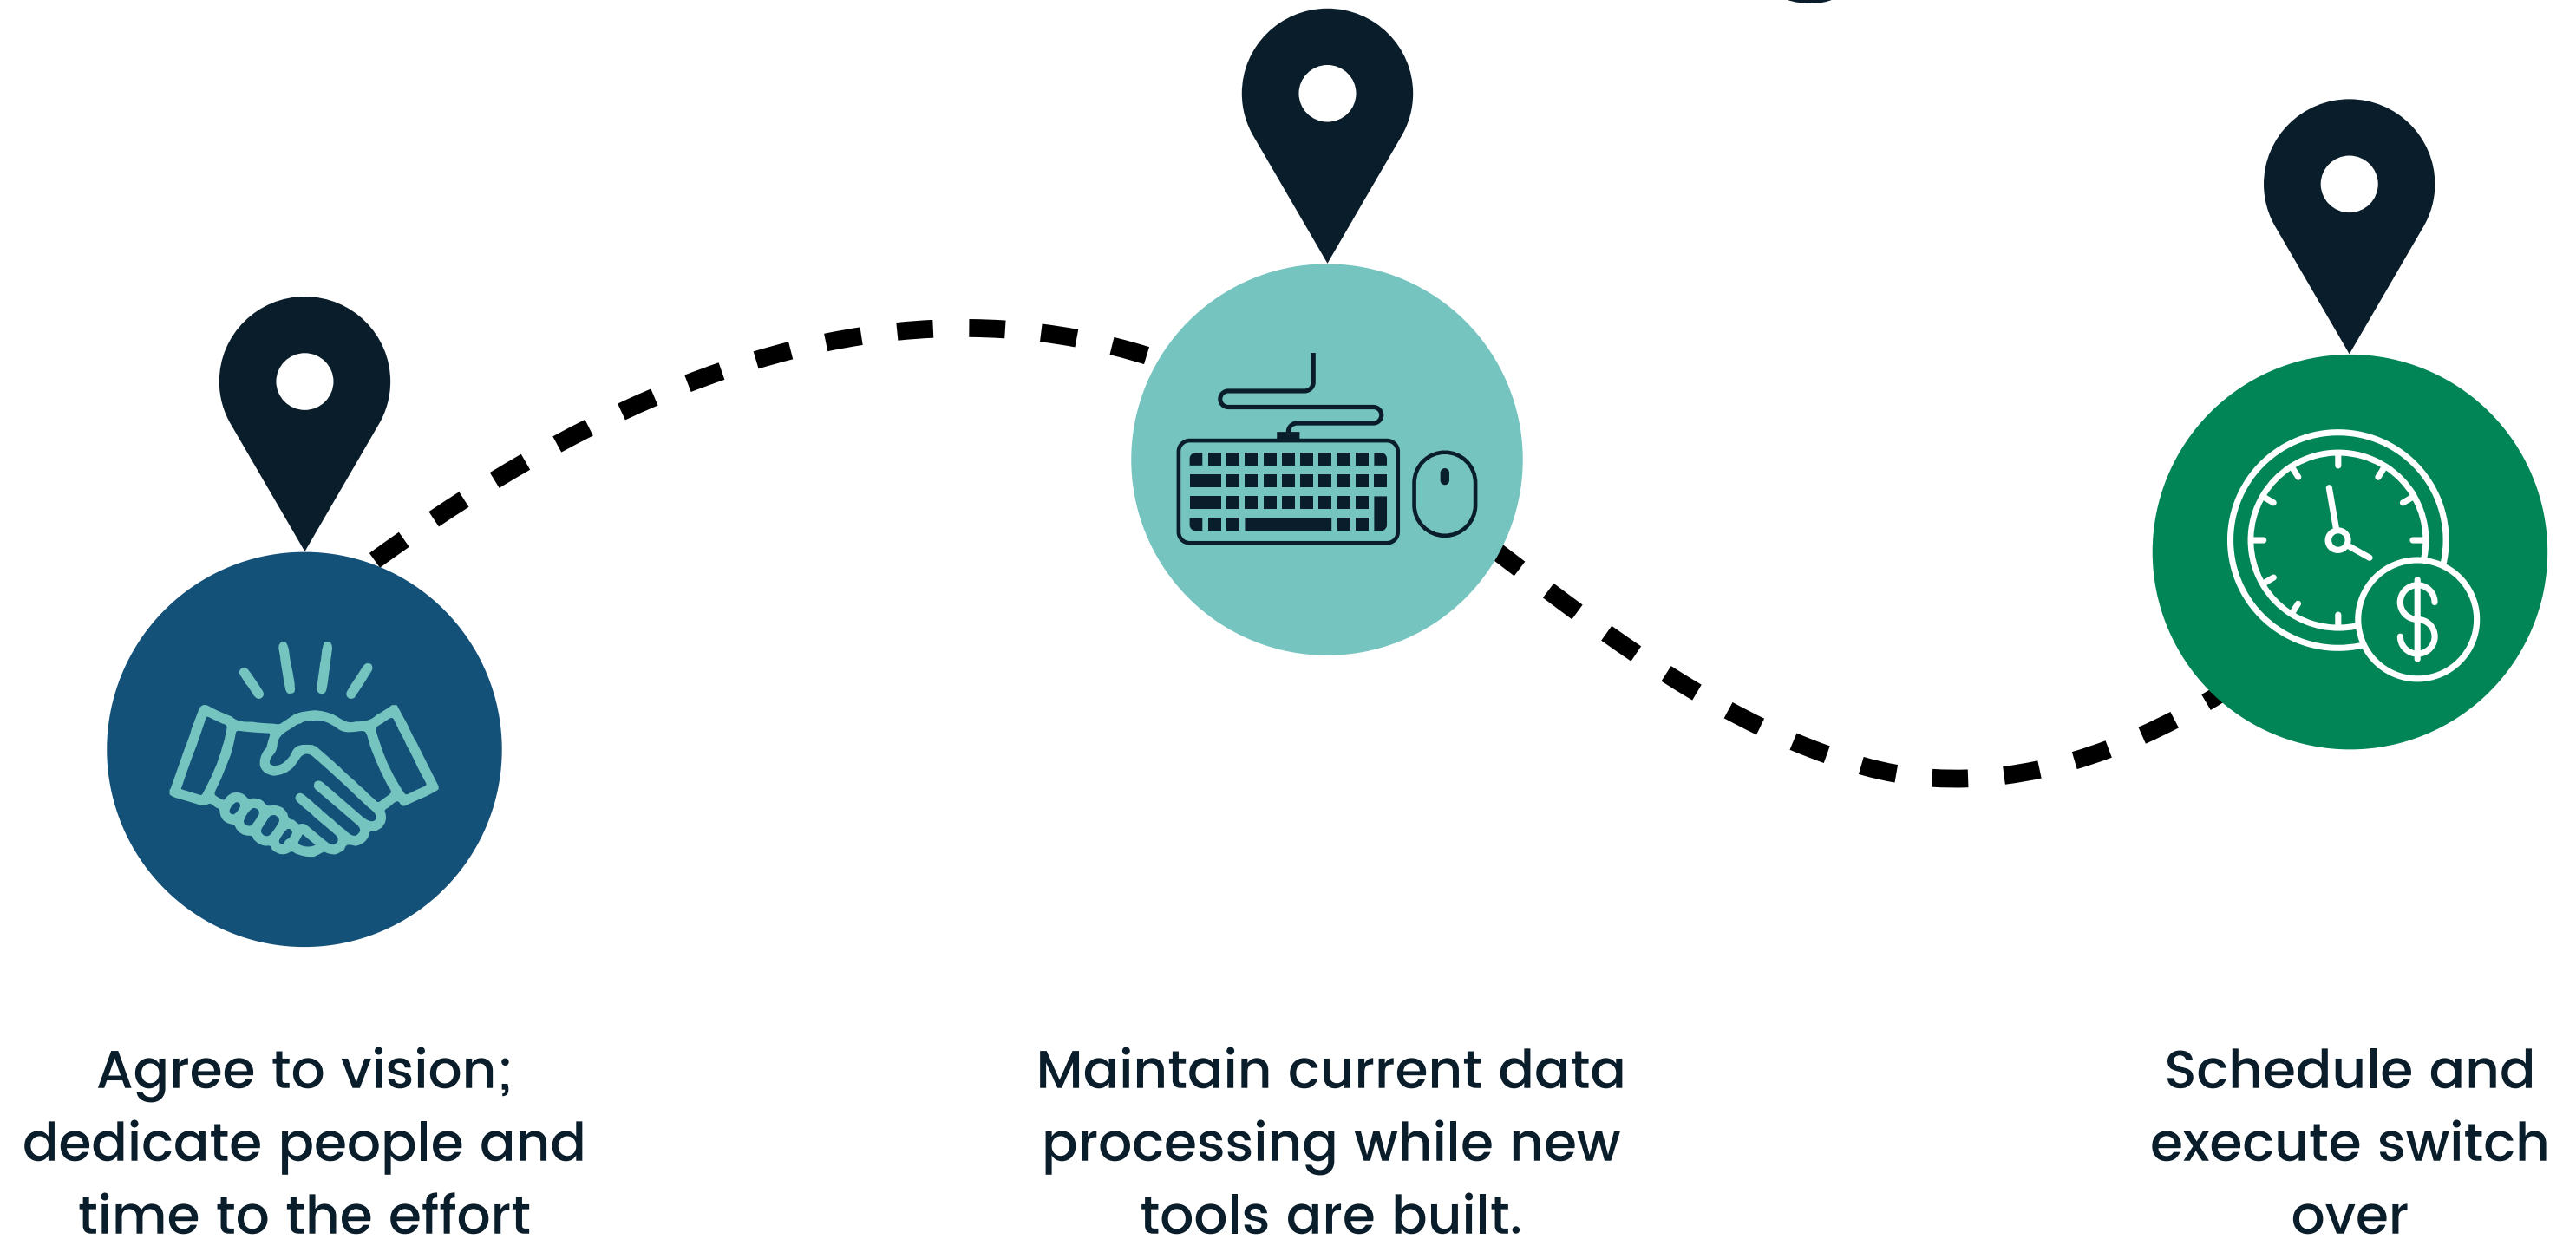 Agree to vision;
dedicate people and
time to the effort
Maintain current data
processing while new
tools are built.
Schedule and
execute switch
over